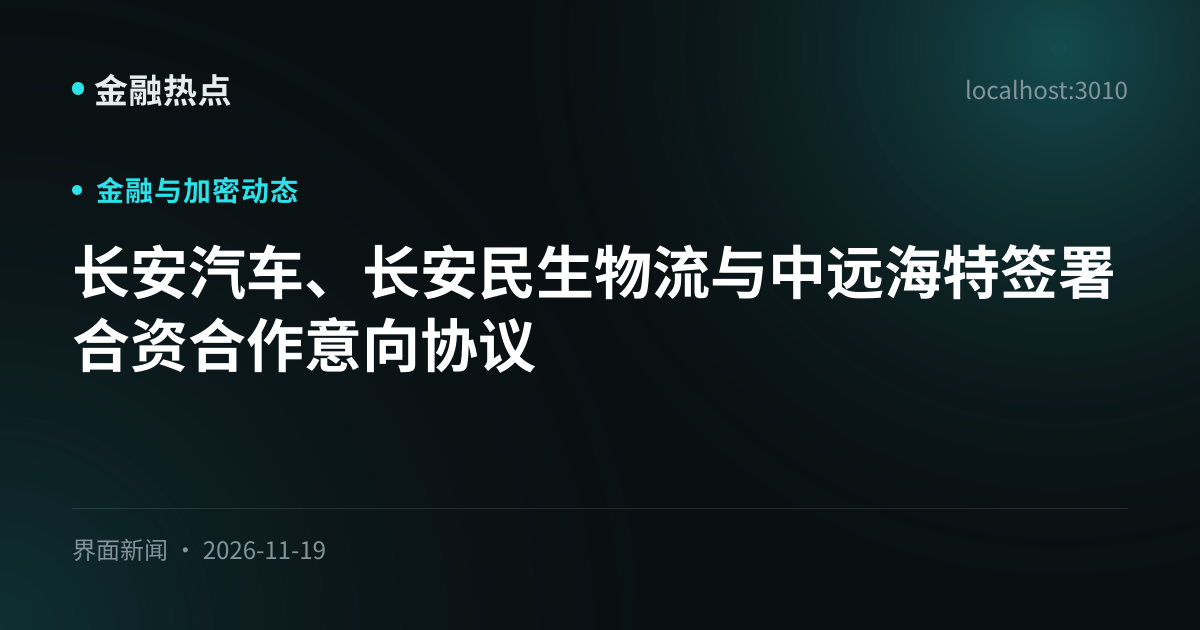 金融热点
localhost:3010
金融与加密动态
长安汽车、长安民生物流与中远海特签署
合资合作意向协议
界面新闻 · 2026-11-19